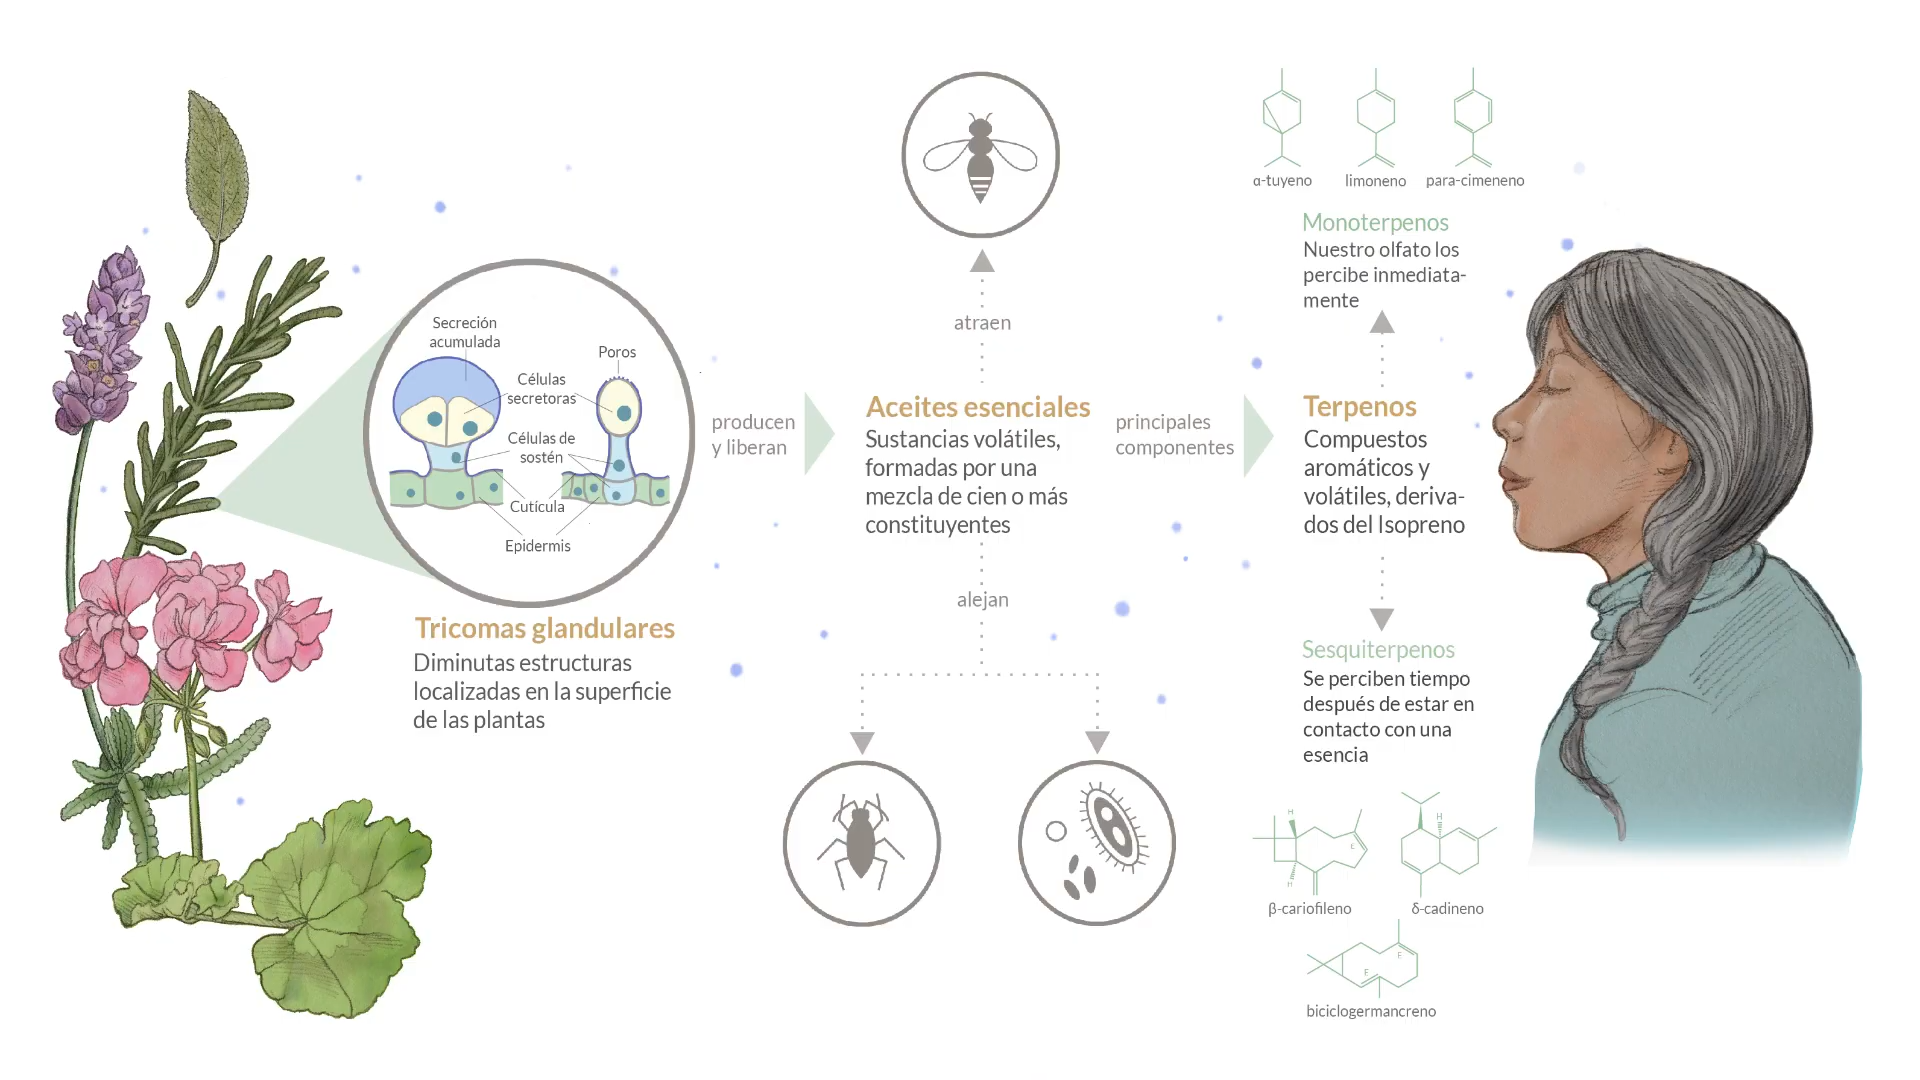 Secreción
acumulada
Poros
Células
secretoras
Células de
sostén
Cutícula
Epidermis
Tricomas glandulares
Diminutas estructuras
localizadas en la superficie
de las plantas
producen
y liberan
atraen
Aceites esenciales
Sustancias volátiles,
formadas por una
mezcla de cien o más
constituyentes
alejan
principales
componentes
α-tuyeno
limoneno
para-cimeneno
Monoterpenos
Nuestro olfato los
percibe inmediata-
mente
Terpenos
Compuestos
aromáticos y
volátiles, deriva-
dos del Isopreno
Sesquiterpenos
Se perciben tiempo
después de estar en
contacto con una
esencia
H
E
H
β-cariofileno
H
δ-cadineno
E
E
biciclogermancreno